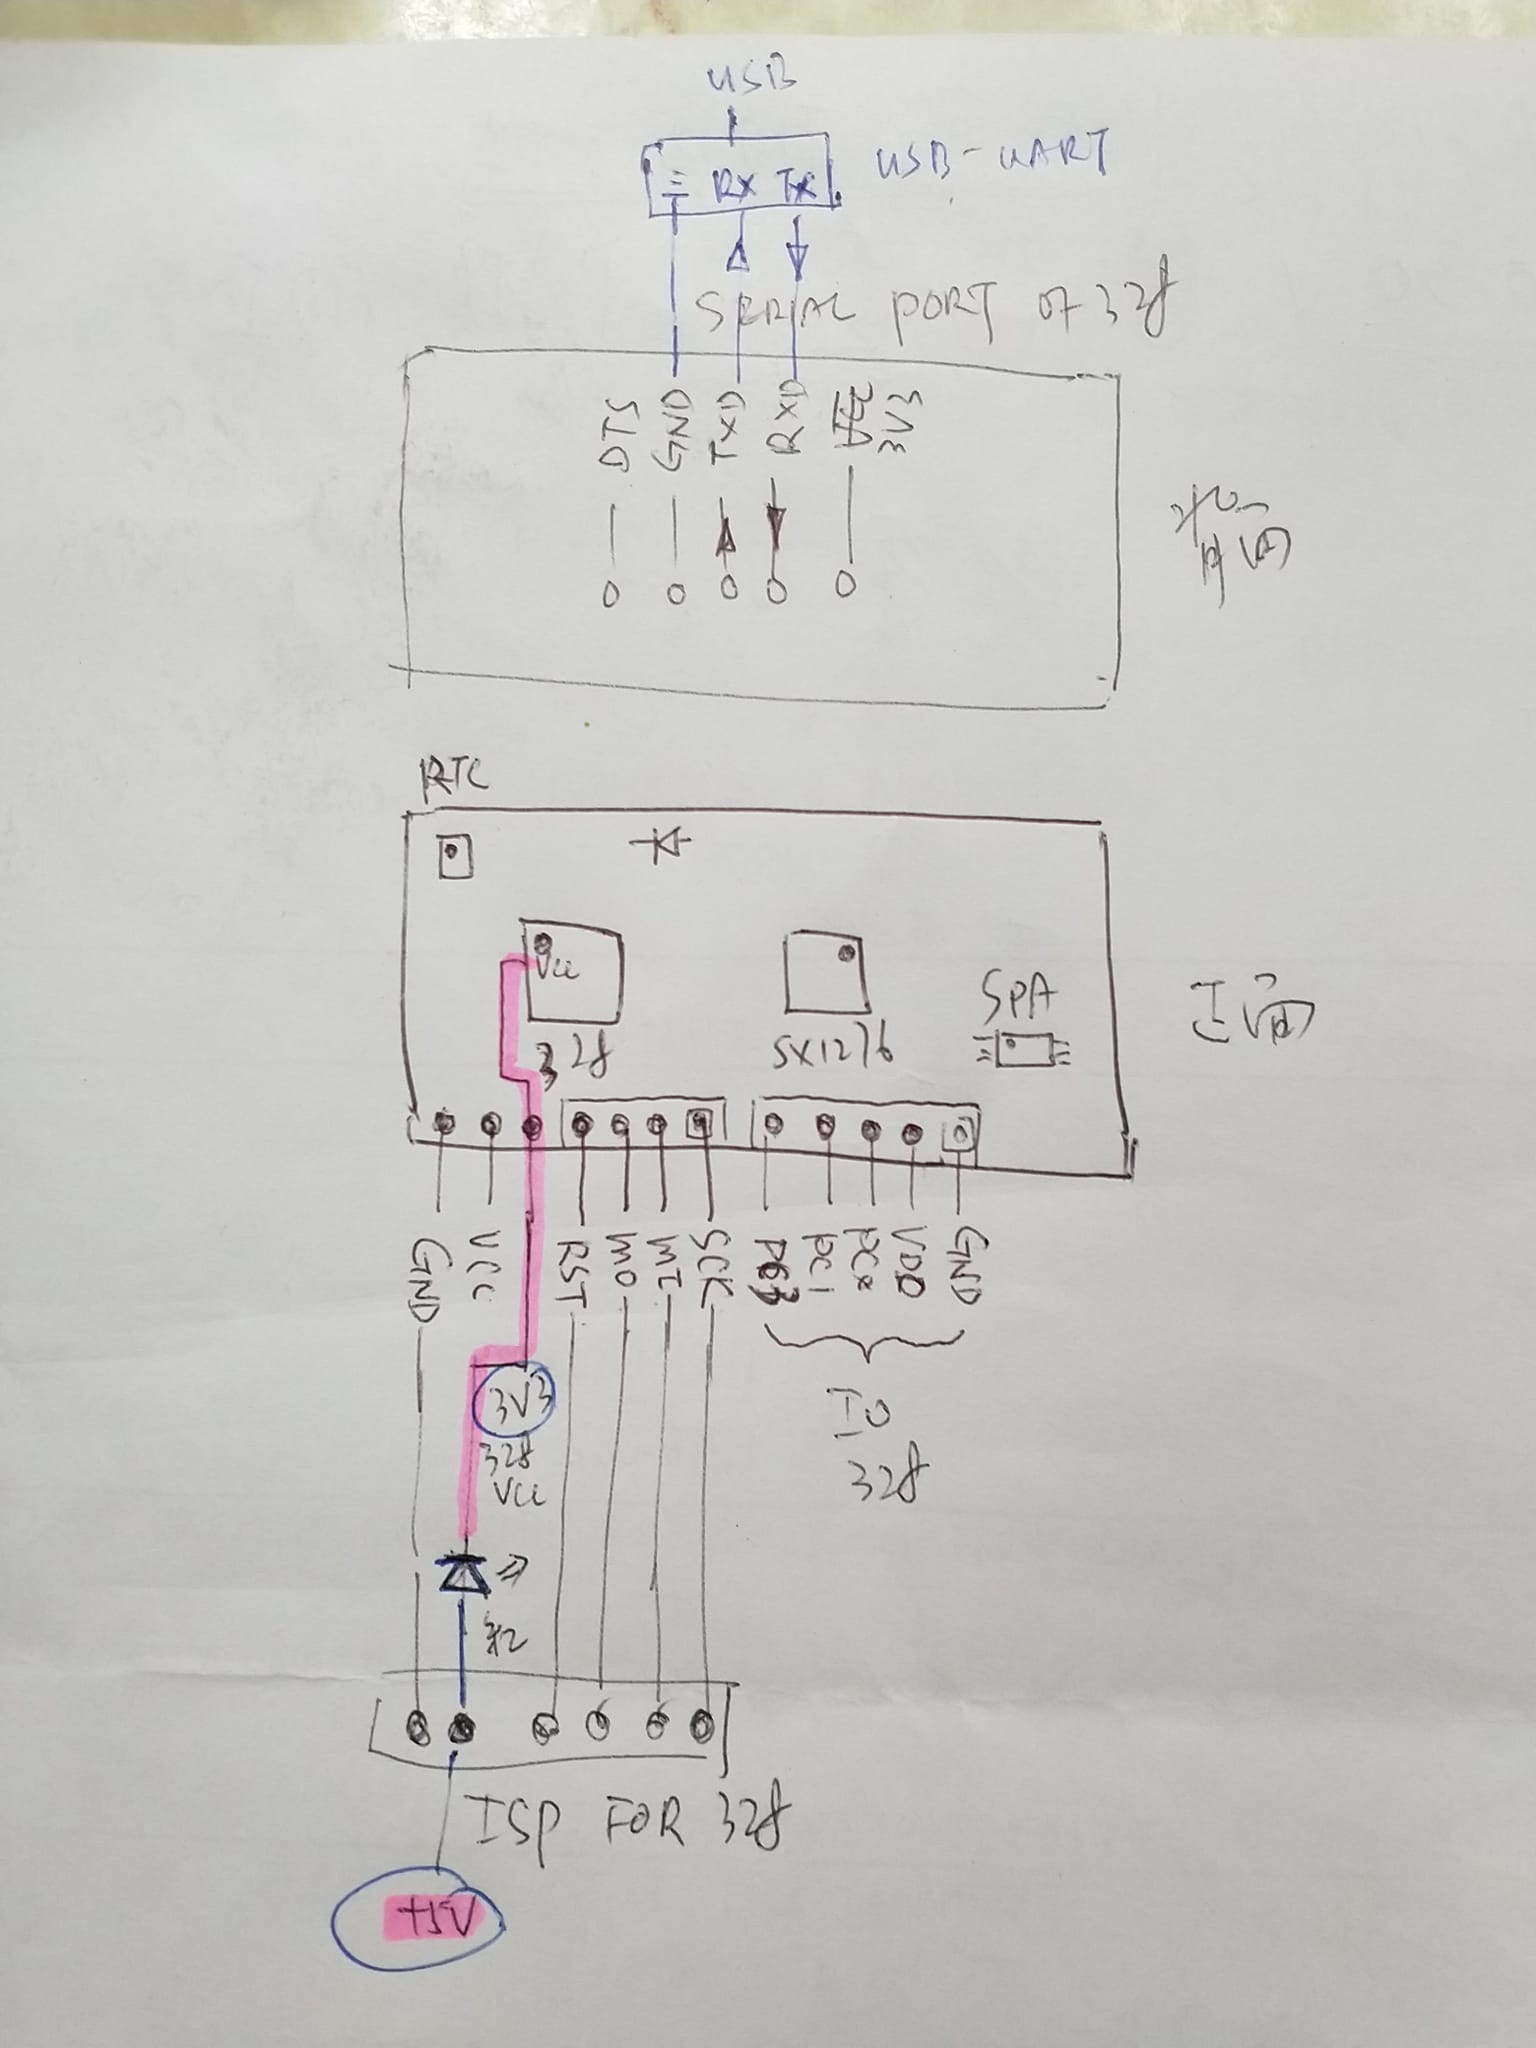 USB
USB-UART
RX TX
SERIAL PORT OF 328
DTS
GND
TXD
RXD
VCC
3V3
背面
RTC
VCC
328
SX1276
SPA
正面
GND
VCC
RST
MO
MI
SCK
PC1
VDD
GND
3V3
328
VCC
IO
328
红
ISP FOR 328
+5V